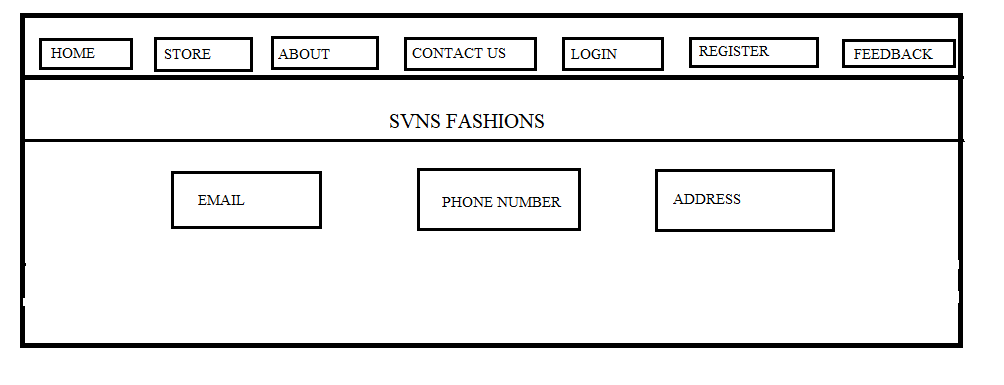 HOME STORE ABOUT CONTACT US LOGIN REGISTER FEEDBACK
SVNS FASHIONS
EMAIL PHONE NUMBER ADDRESS